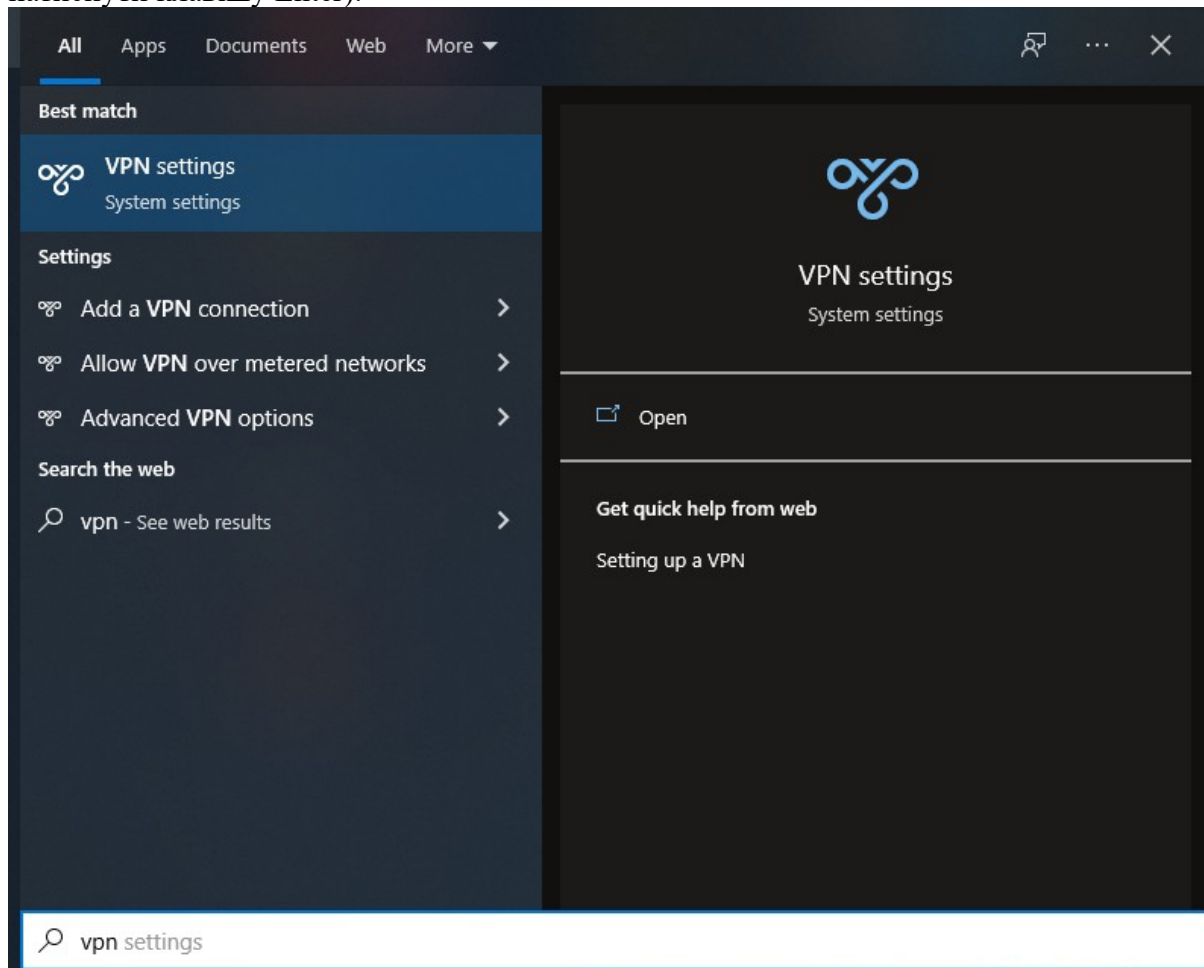 All Apps Documents Web More
Best match
VPN settings
System settings
Settings
Add a VPN connection
Allow VPN over metered networks
Advanced VPN options
Search the web
vpn - See web results
VPN settings
System settings
Open
Get quick help from web
Setting up a VPN
vpn settings